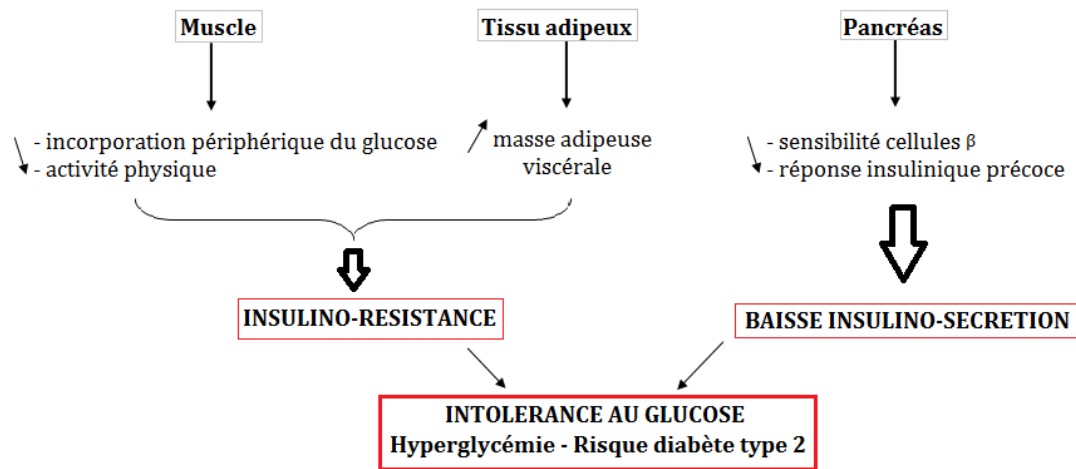 Muscle
Tissu adipeux
Pancréas
- incorporation périphérique du glucose
- activité physique
masse adipeuse
viscérale
- sensibilité cellules β
- réponse insulinique précoce
INSULINO-RESISTANCE
BAISSE INSULINO-SECRETION
INTOLERANCE AU GLUCOSE
Hyperglycémie - Risque diabète type 2